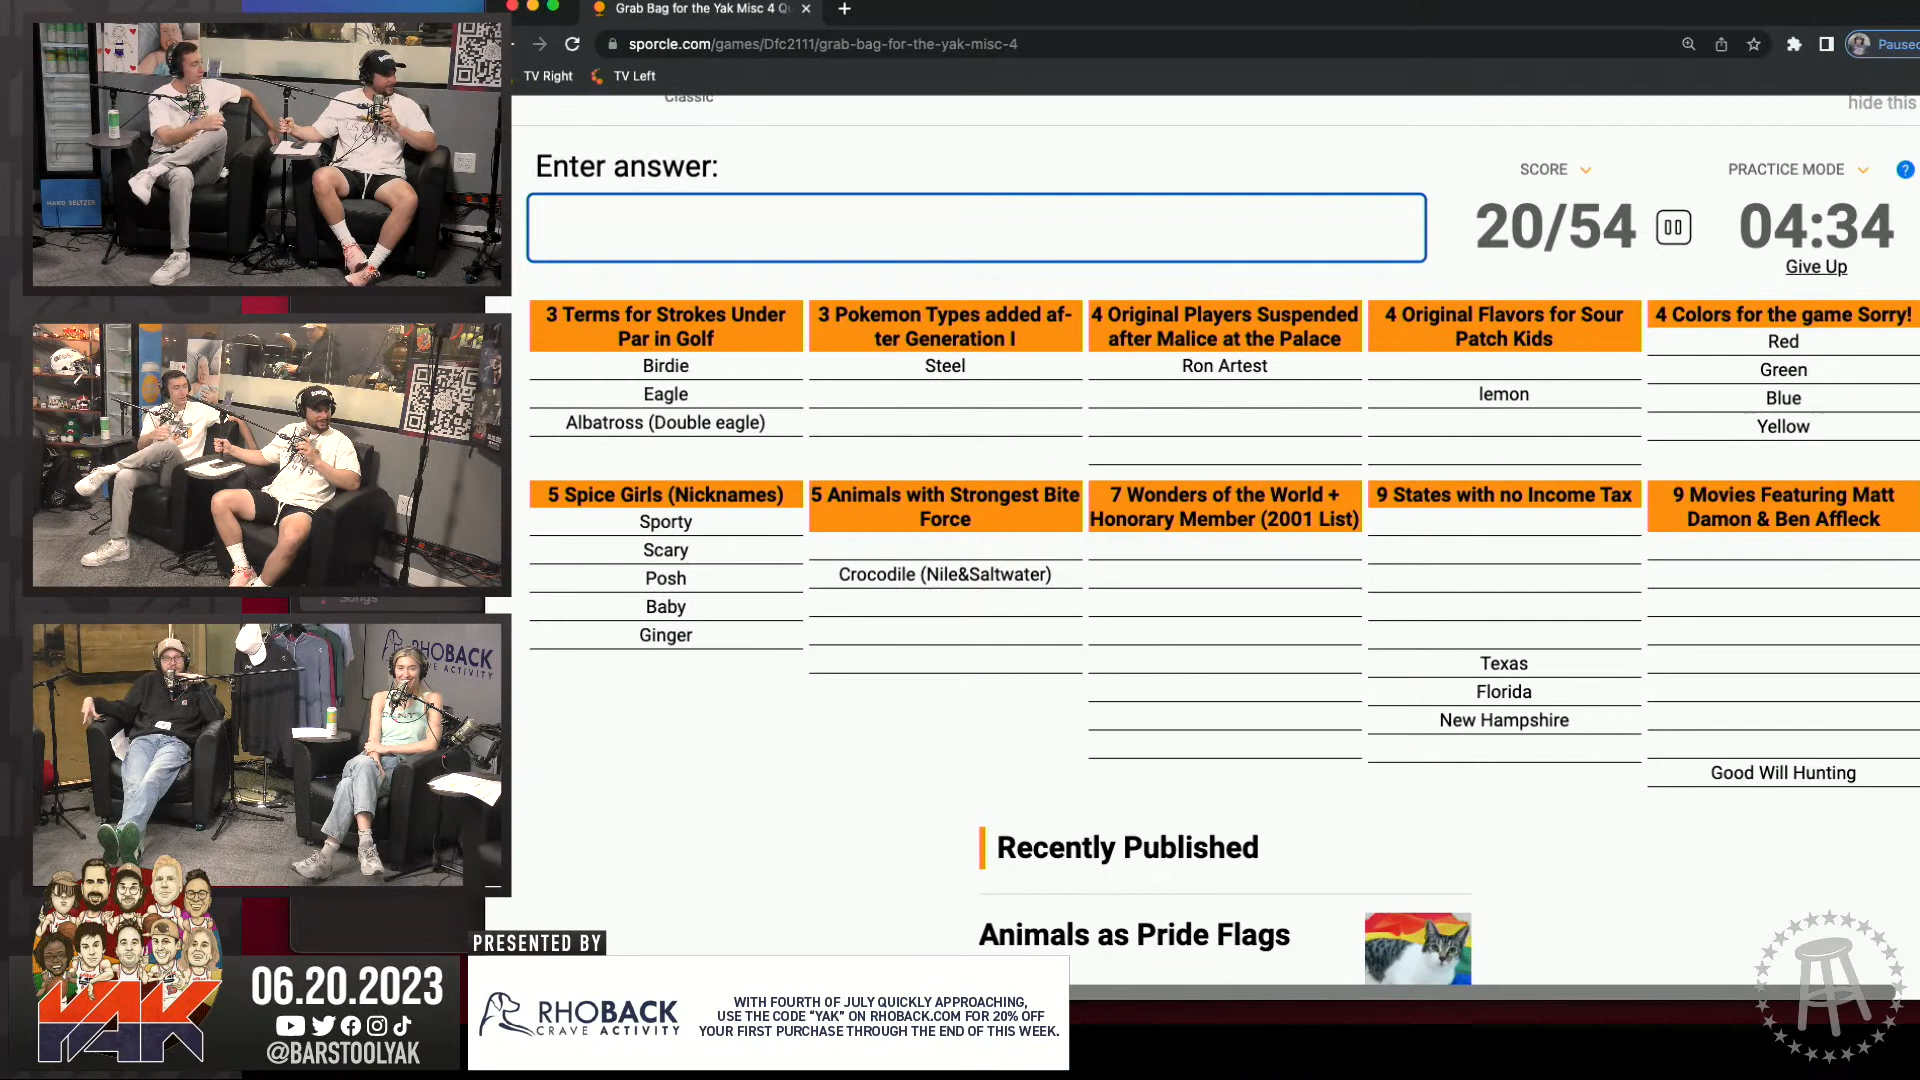 Grab Bag for the Yak Misc 4 Q
sporcle.com/games/Dfc2111/grab-bag-for-the-yak-misc-4
Paused
TV Right
TV Left
Classic
hide this
Enter answer:
SCORE
PRACTICE MODE
20/54
04:34
Give Up
3 Terms for Strokes Under
Par in Golf
Birdie
Eagle
Albatross (Double eagle)
3 Pokemon Types added af-
ter Generation I
Steel
4 Original Players Suspended
after Malice at the Palace
Ron Artest
4 Original Flavors for Sour
Patch Kids
lemon
4 Colors for the game Sorry!
Red
Green
Blue
Yellow
5 Spice Girls (Nicknames)
Sporty
Scary
Posh
Baby
Ginger
5 Animals with Strongest Bite
Force
Crocodile (Nile&Saltwater)
7 Wonders of the World +
Honorary Member (2001 List)
9 States with no Income Tax
Texas
Florida
New Hampshire
9 Movies Featuring Matt
Damon & Ben Affleck
Good Will Hunting
Recently Published
Animals as Pride Flags
HARD SELTZER
Songs
RHOBACK
CRAVE ACTIVITY
YAK
06.20.2023
@BARSTOOLYAK
PRESENTED BY
RHOBACK
CRAVE ACTIVITY
WITH FOURTH OF JULY QUICKLY APPROACHING,
USE THE CODE “YAK” ON RHOBACK.COM FOR 20% OFF
YOUR FIRST PURCHASE THROUGH THE END OF THIS WEEK.